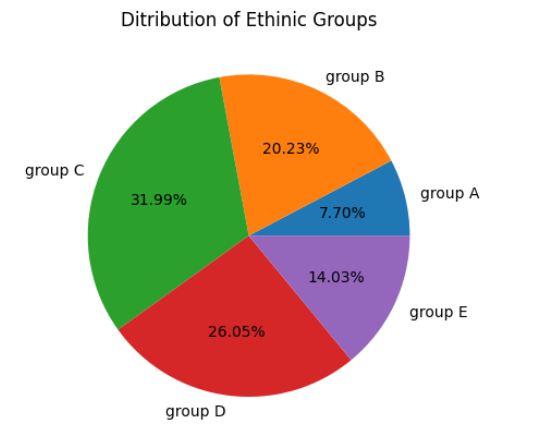 Ditribution of Ethinic Groups
group B
20.23%
group C
31.99%
group A
7.70%
14.03%
group E
26.05%
group D